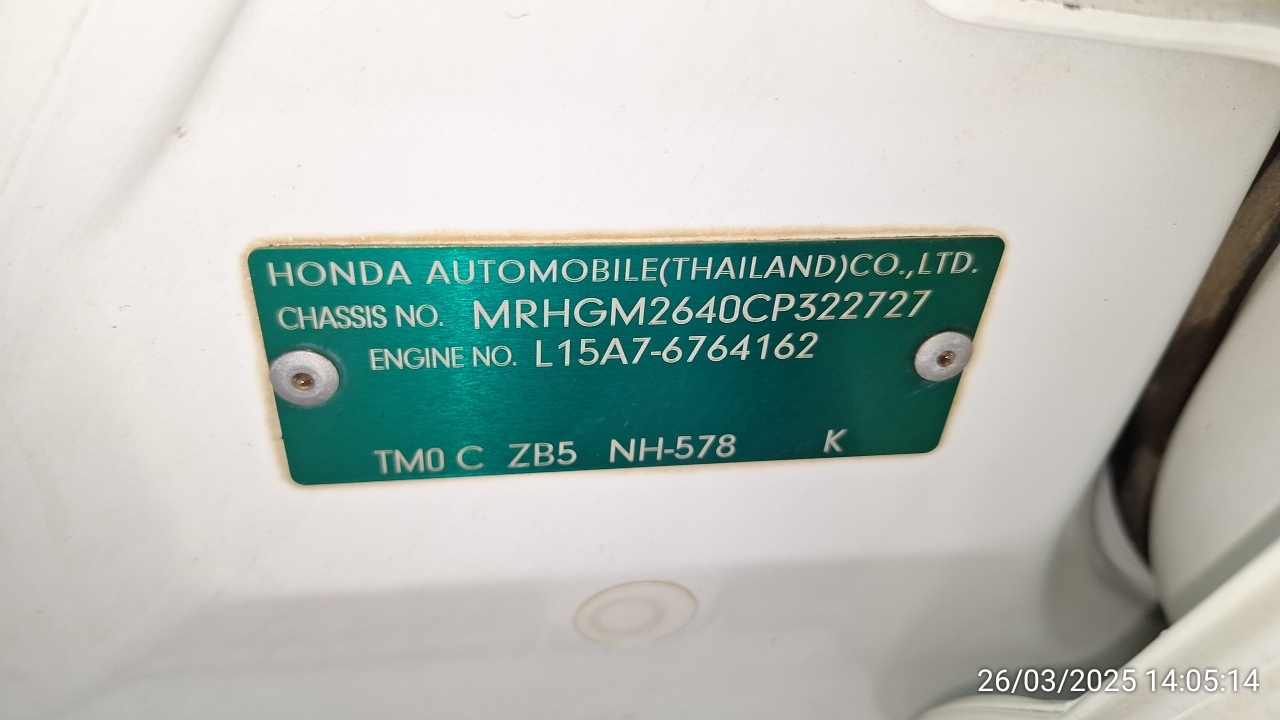 HONDA AUTOMOBILE(THAILAND)CO.,LTD.
CHASSIS NO. MRHGM2640CP322727
ENGINE NO. L15A7-6764162
TM0 C ZB5 NH-578 K
26/03/2025 14:05:14